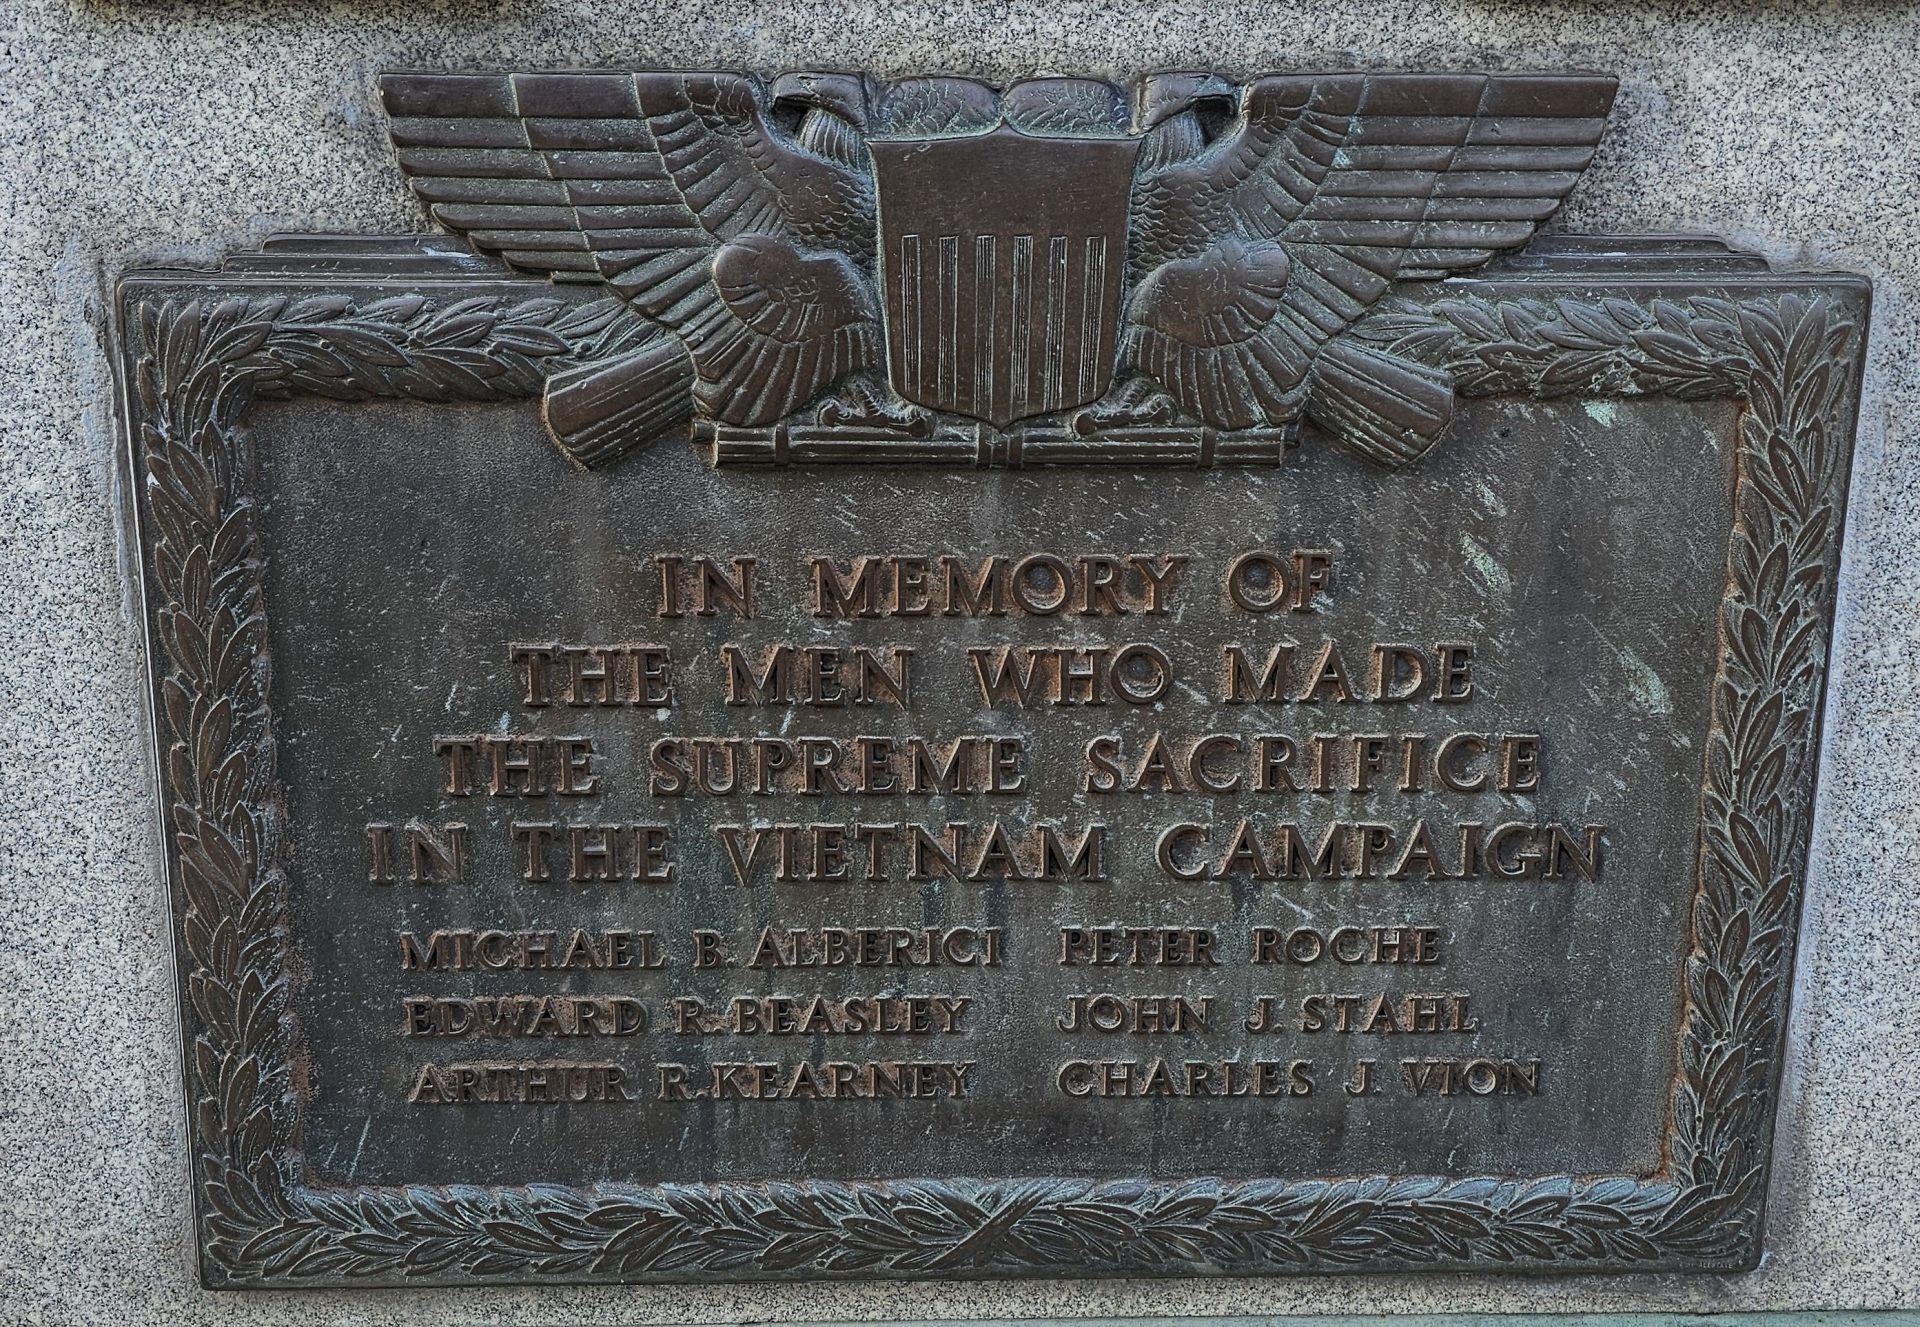 IN MEMORY OF
THE MEN WHO MADE
THE SUPREME SACRIFICE
IN THE VIETNAM CAMPAIGN
MICHAEL B. ALBERICI PETER ROCHE
EDWARD R. BEASLEY JOHN J. STAHL
ARTHUR R. KEARNEY CHARLES J. VION